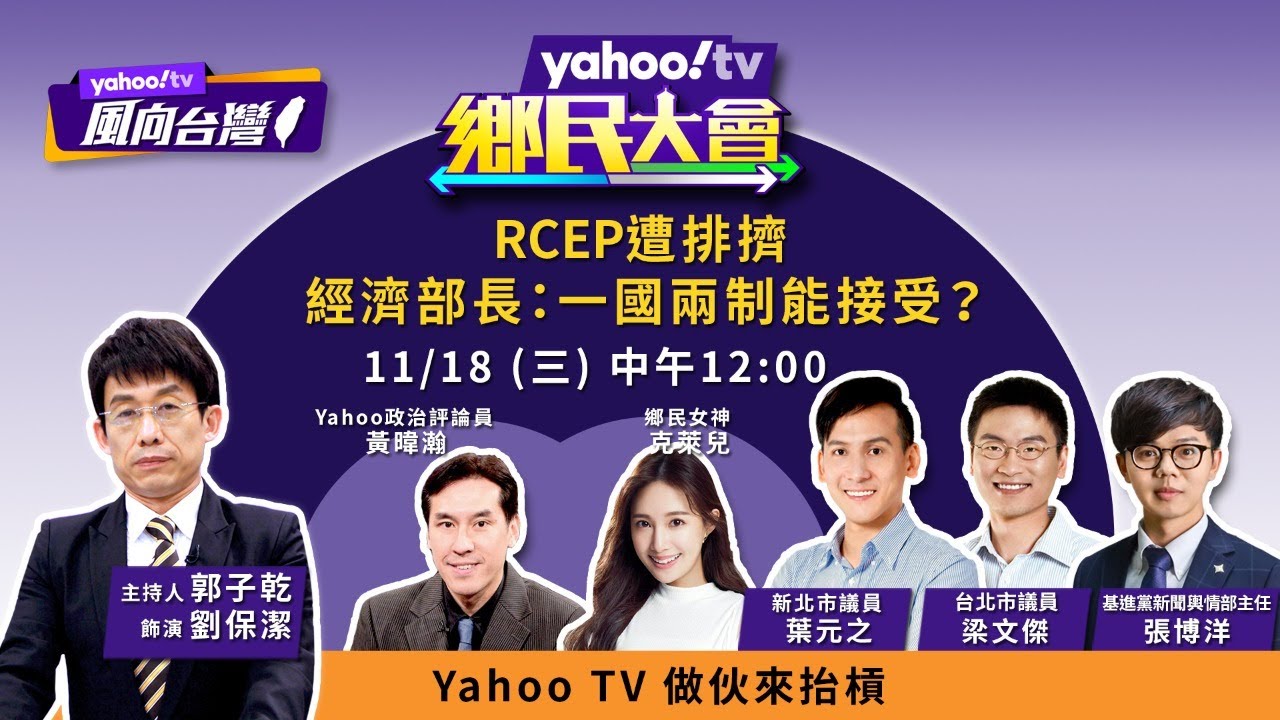 yahoo!tv
風向台灣
yahoo!tv
鄉民大會
RCEP遭排擠
經濟部長：一國兩制能接受？
11/18 (三) 中午12:00
Yahoo政治評論員
黃暐瀚
鄉民女神
克萊兒
主持人 郭子乾
飾演 劉保潔
新北市議員
葉元之
台北市議員
梁文傑
基進黨新聞輿情部主任
張博洋
Yahoo TV 做伙來抬槓